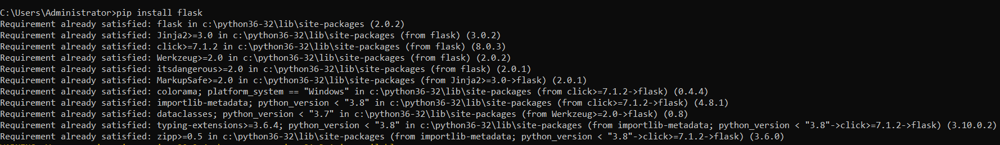 C:\Users\Administrator>pip install flask
Requirement already satisfied: flask in c:\python36-32\lib\site-packages (2.0.2)
Requirement already satisfied: Jinja2>=3.0 in c:\python36-32\lib\site-packages (from flask) (3.0.2)
Requirement already satisfied: click>=7.1.2 in c:\python36-32\lib\site-packages (from flask) (8.0.3)
Requirement already satisfied: Werkzeug>=2.0 in c:\python36-32\lib\site-packages (from flask) (2.0.2)
Requirement already satisfied: itsdangerous>=2.0 in c:\python36-32\lib\site-packages (from flask) (2.0.1)
Requirement already satisfied: MarkupSafe>=2.0 in c:\python36-32\lib\site-packages (from Jinja2>=3.0->flask) (2.0.1)
Requirement already satisfied: colorama; platform_system == "Windows" in c:\python36-32\lib\site-packages (from click>=7.1.2->flask) (0.4.4)
Requirement already satisfied: importlib-metadata; python_version < "3.8" in c:\python36-32\lib\site-packages (from click>=7.1.2->flask) (4.8.1)
Requirement already satisfied: dataclasses; python_version < "3.7" in c:\python36-32\lib\site-packages (from Werkzeug>=2.0->flask) (0.8)
Requirement already satisfied: typing-extensions>=3.6.4; python_version < "3.8" in c:\python36-32\lib\site-packages (from importlib-metadata; python_version < "3.8"->click>=7.1.2->flask) (3.10.0.2)
Requirement already satisfied: zipp>=0.5 in c:\python36-32\lib\site-packages (from importlib-metadata; python_version < "3.8"->click>=7.1.2->flask) (3.6.0)